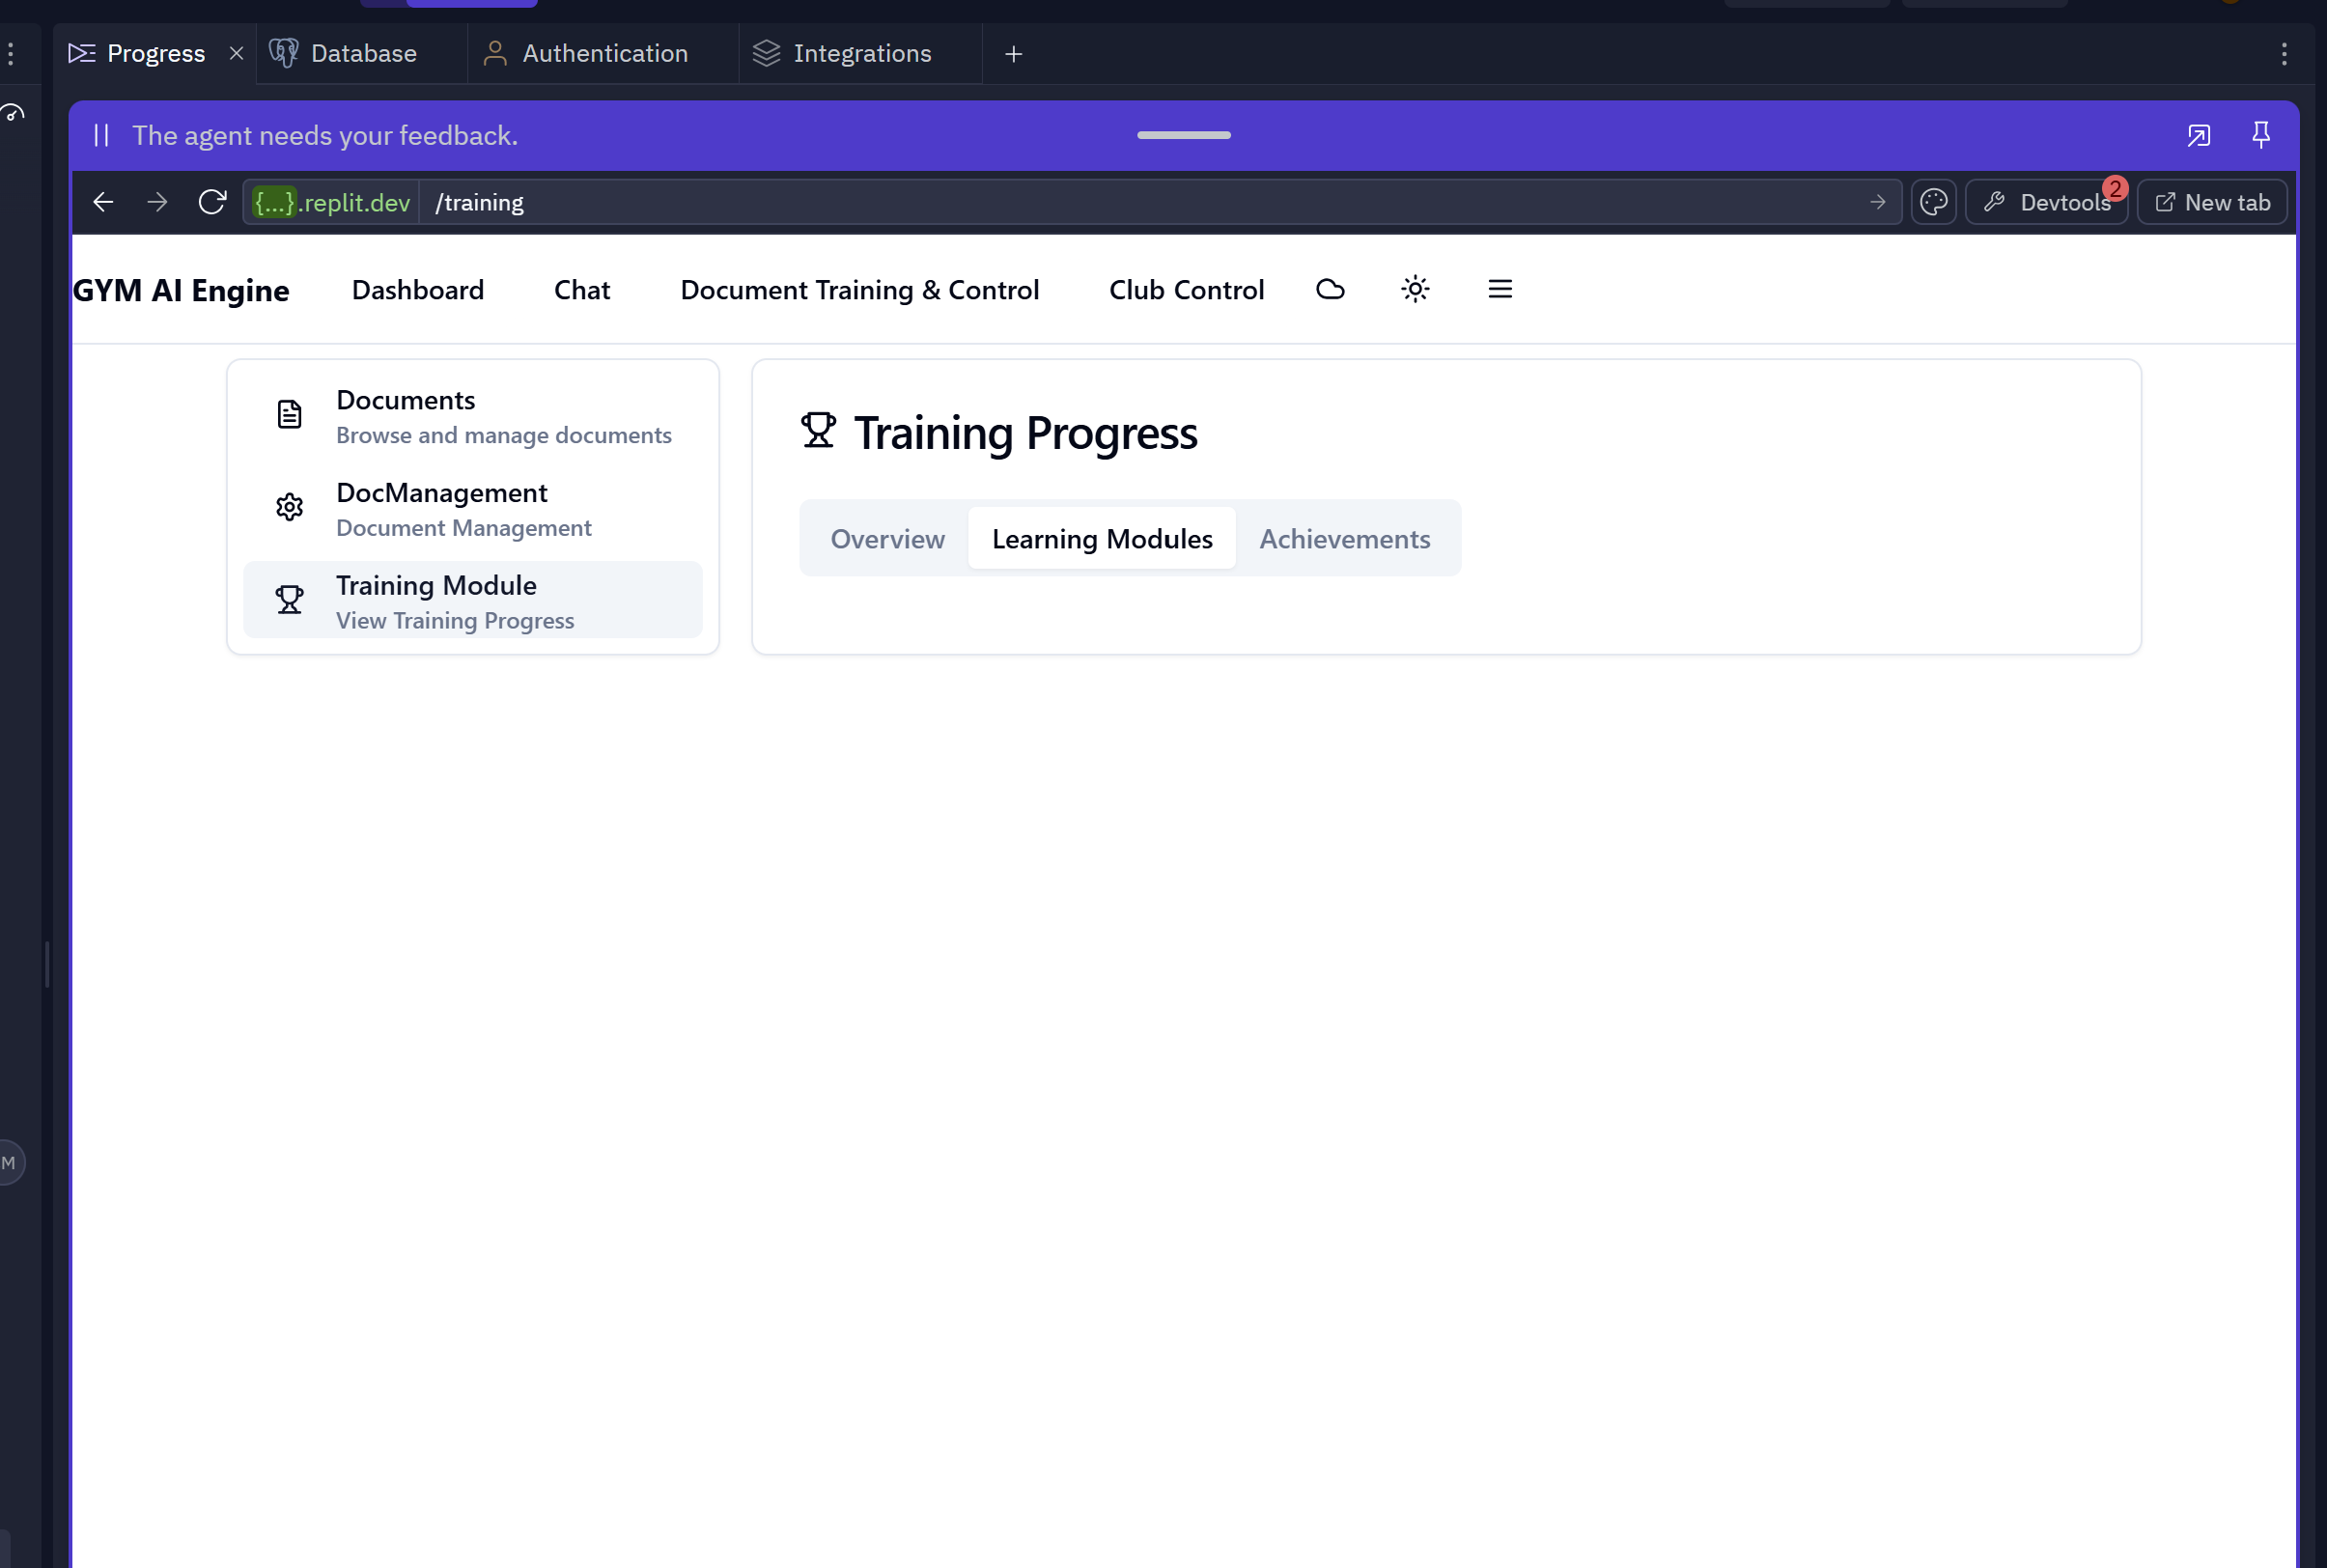 Progress Database Authentication Integrations
The agent needs your feedback.
{...}.replit.dev /training Devtools 2 New tab
GYM AI Engine Dashboard Chat Document Training & Control Club Control
Documents
Browse and manage documents
DocManagement
Document Management
Training Module
View Training Progress
Training Progress
Overview Learning Modules Achievements
M